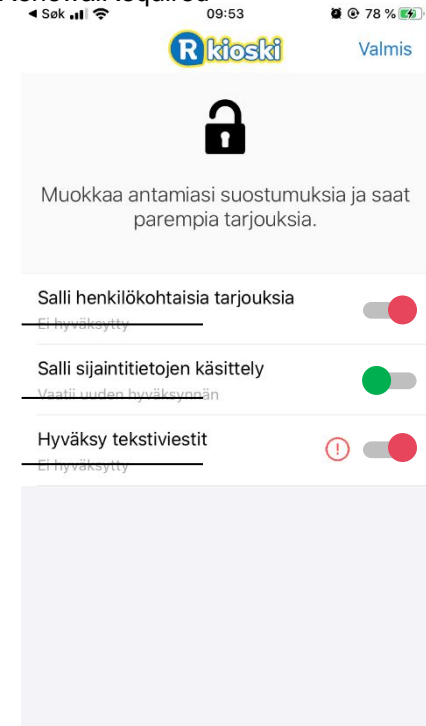 ◀ Søk 09:53 78 %
R kioski Valmis
Muokkaa antamiasi suostumuksia ja saat
parempia tarjouksia.
Salli henkilökohtaisia tarjouksia
Ei hyväksytty
Salli sijaintitietojen käsittely
Vaatii uuden hyväksynnän
Hyväksy tekstiviestit
Ei hyväksytty